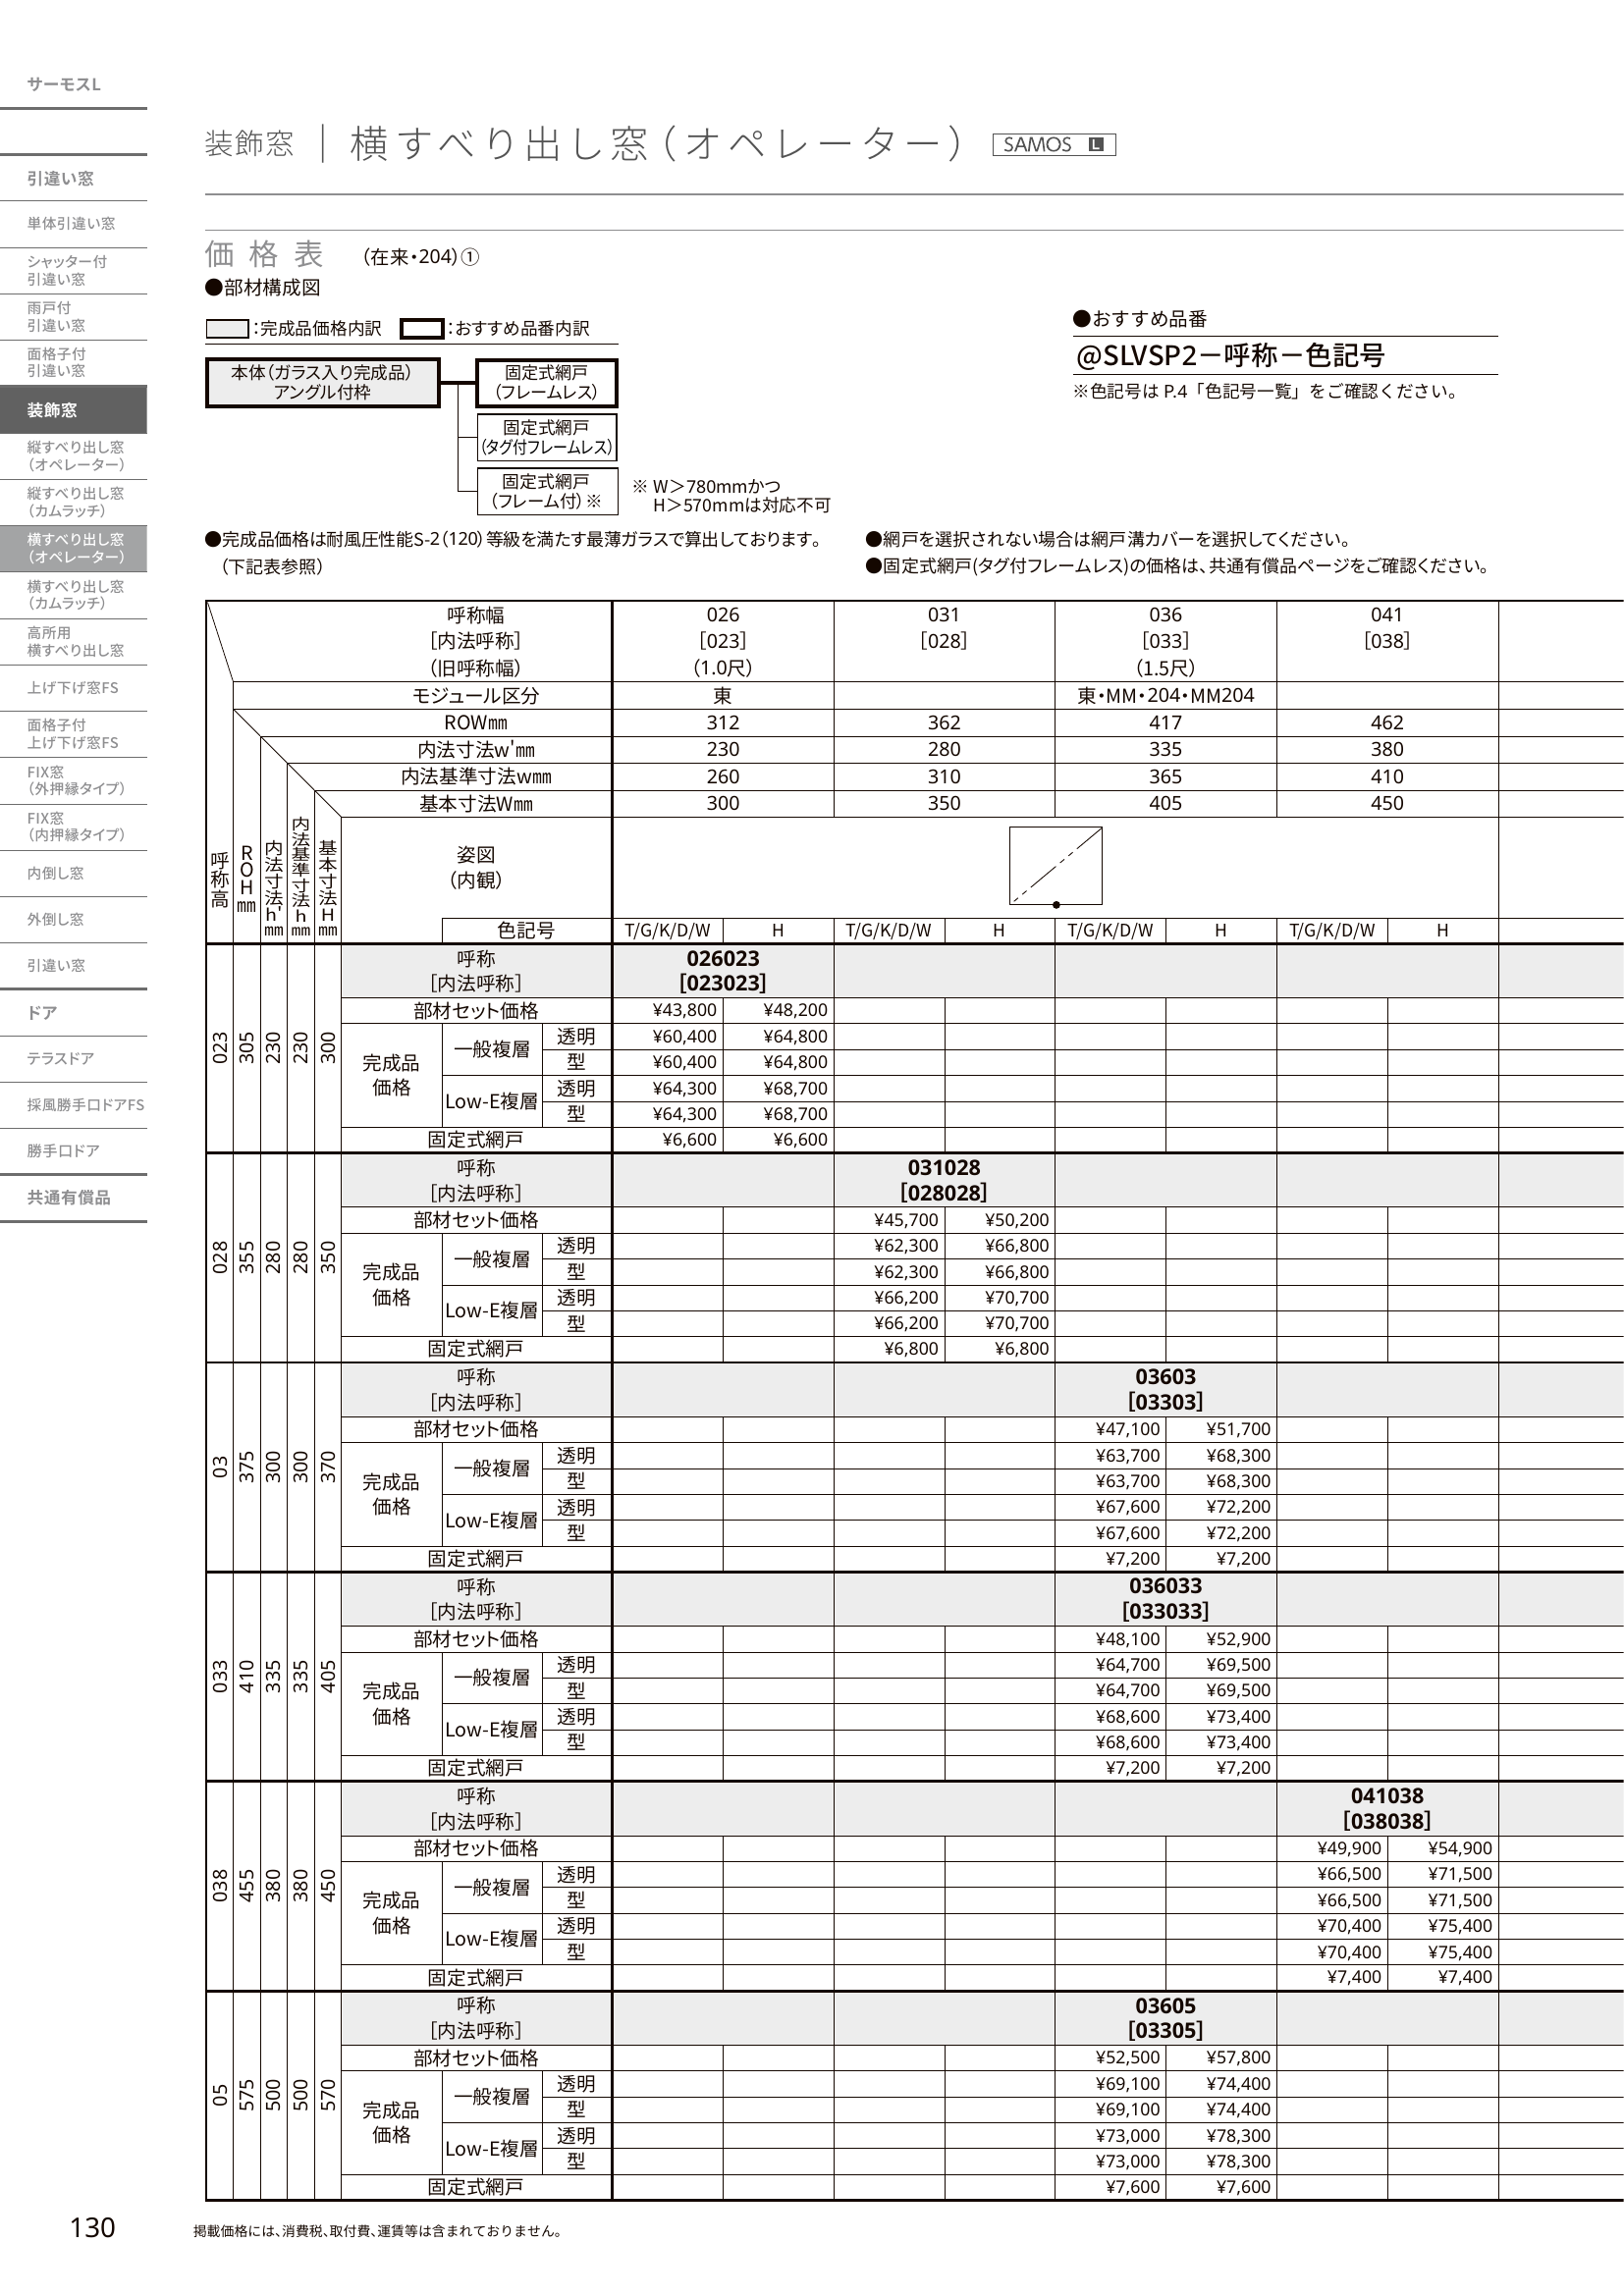 サーモスL
引違い窓
単体引違い窓
シャッター付
引違い窓
雨戸付
引違い窓
面格子付
引違い窓
装飾窓
縦すべり出し窓
（オペレーター）
縦すべり出し窓
（カムラッチ）
横すべり出し窓
（オペレーター）
横すべり出し窓
（カムラッチ）
高所用
横すべり出し窓
上げ下げ窓FS
面格子付
上げ下げ窓FS
FIX窓
（外押縁タイプ）
FIX窓
（内押縁タイプ）
内倒し窓
外倒し窓
引違い窓
ドア
テラスドア
採風勝手口ドアFS
勝手口ドア
共通有償品
装飾窓 横すべり出し窓（オペレーター） SAMOS L
価格表 （在来・204）①
●部材構成図
：完成品価格内訳 ：おすすめ品番内訳
本体（ガラス入り完成品）
アングル付枠
固定式網戸
（フレームレス）
固定式網戸
（タグ付フレームレス）
固定式網戸
（フレーム付）※
※ W＞780mmかつ
H＞570mmは対応不可
●おすすめ品番
@SLVSP2－呼称－色記号
※色記号は P.4「色記号一覧」をご確認ください。
●完成品価格は耐風圧性能S-2（120）等級を満たす最薄ガラスで算出しております。
（下記表参照）
●網戸を選択されない場合は網戸溝カバーを選択してください。
●固定式網戸(タグ付フレームレス)の価格は、共通有償品ページをご確認ください。
呼称幅 026 031 036 041
［内法呼称］ ［023］ ［028］ ［033］ ［038］
（旧呼称幅） （1.0尺） （1.5尺）
モジュール区分 東 東・MM・204・MM204
ROWmm 312 362 417 462
内法寸法w'mm 230 280 335 380
内法基準寸法wmm 260 310 365 410
基本寸法Wmm 300 350 405 450
呼称高 ROHmm 内法寸法h'mm 内法基準寸法hmm 基本寸法Hmm
姿図
（内観）
色記号 T/G/K/D/W H T/G/K/D/W H T/G/K/D/W H T/G/K/D/W H
023 305 230 230 300
呼称 026023
［内法呼称］ ［023023］
部材セット価格 ¥43,800 ¥48,200
完成品価格 一般複層 透明 ¥60,400 ¥64,800
型 ¥60,400 ¥64,800
Low-E複層 透明 ¥64,300 ¥68,700
型 ¥64,300 ¥68,700
固定式網戸 ¥6,600 ¥6,600
028 355 280 280 350
呼称 031028
［内法呼称］ ［028028］
部材セット価格 ¥45,700 ¥50,200
完成品価格 一般複層 透明 ¥62,300 ¥66,800
型 ¥62,300 ¥66,800
Low-E複層 透明 ¥66,200 ¥70,700
型 ¥66,200 ¥70,700
固定式網戸 ¥6,800 ¥6,800
03 375 300 300 370
呼称 03603
［内法呼称］ ［03303］
部材セット価格 ¥47,100 ¥51,700
完成品価格 一般複層 透明 ¥63,700 ¥68,300
型 ¥63,700 ¥68,300
Low-E複層 透明 ¥67,600 ¥72,200
型 ¥67,600 ¥72,200
固定式網戸 ¥7,200 ¥7,200
033 410 335 335 405
呼称 036033
［内法呼称］ ［033033］
部材セット価格 ¥48,100 ¥52,900
完成品価格 一般複層 透明 ¥64,700 ¥69,500
型 ¥64,700 ¥69,500
Low-E複層 透明 ¥68,600 ¥73,400
型 ¥68,600 ¥73,400
固定式網戸 ¥7,200 ¥7,200
038 455 380 380 450
呼称 041038
［内法呼称］ ［038038］
部材セット価格 ¥49,900 ¥54,900
完成品価格 一般複層 透明 ¥66,500 ¥71,500
型 ¥66,500 ¥71,500
Low-E複層 透明 ¥70,400 ¥75,400
型 ¥70,400 ¥75,400
固定式網戸 ¥7,400 ¥7,400
05 575 500 500 570
呼称 03605
［内法呼称］ ［03305］
部材セット価格 ¥52,500 ¥57,800
完成品価格 一般複層 透明 ¥69,100 ¥74,400
型 ¥69,100 ¥74,400
Low-E複層 透明 ¥73,000 ¥78,300
型 ¥73,000 ¥78,300
固定式網戸 ¥7,600 ¥7,600
130 掲載価格には、消費税、取付費、運賃等は含まれておりません。